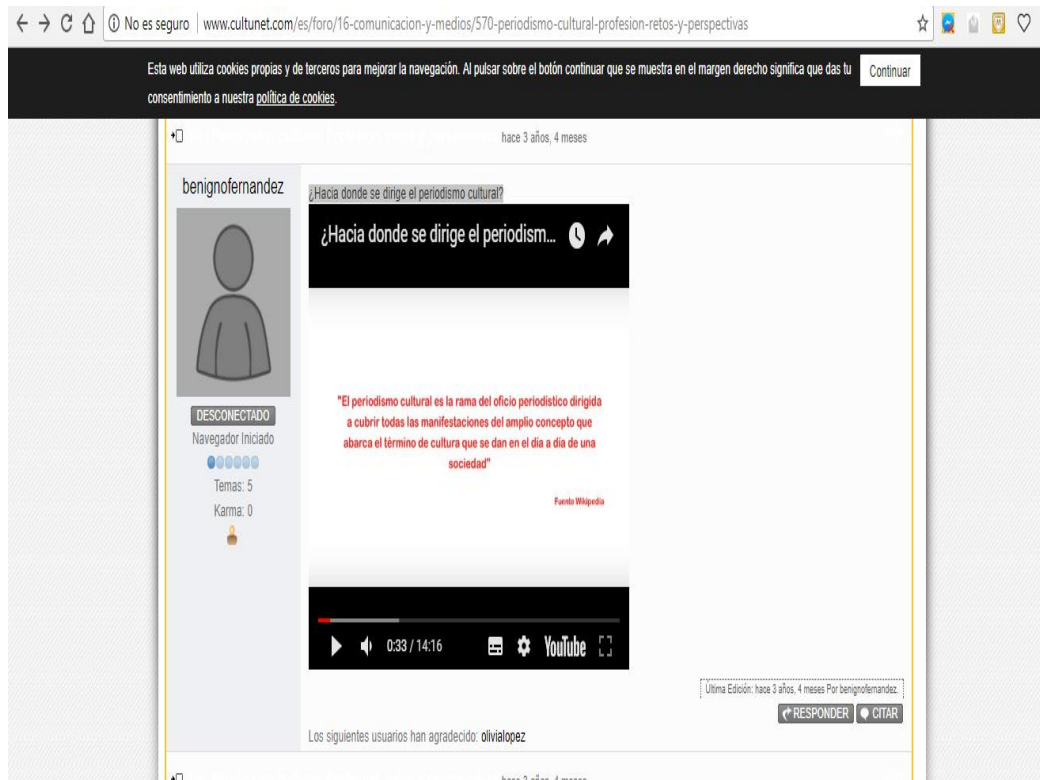 No es seguro | www.cultunet.com/es/foro/16-comunicacion-y-medios/570-periodismo-cultural-profesion-retos-y-perspectivas
Esta web utiliza cookies propias y de terceros para mejorar la navegación. Al pulsar sobre el botón continuar que se muestra en el margen derecho significa que das tu
consentimiento a nuestra política de cookies.
Continuar
hace 3 años, 4 meses
benignofernandez
DESCONECTADO
Navegador Iniciado
Temas: 5
Karma: 0
¿Hacia donde se dirige el periodismo cultural?
¿Hacia donde se dirige el periodism...
"El periodismo cultural es la rama del oficio periodístico dirigida
a cubrir todas las manifestaciones del amplio concepto que
abarca el término de cultura que se dan en el día a día de una
sociedad"
Fuente Wikipedia
0:33 / 14:16
YouTube
Última Edición: hace 3 años, 4 meses Por benignofernandez.
RESPONDER
CITAR
Los siguientes usuarios han agradecido: olivialopez
hace 3 años, 4 meses